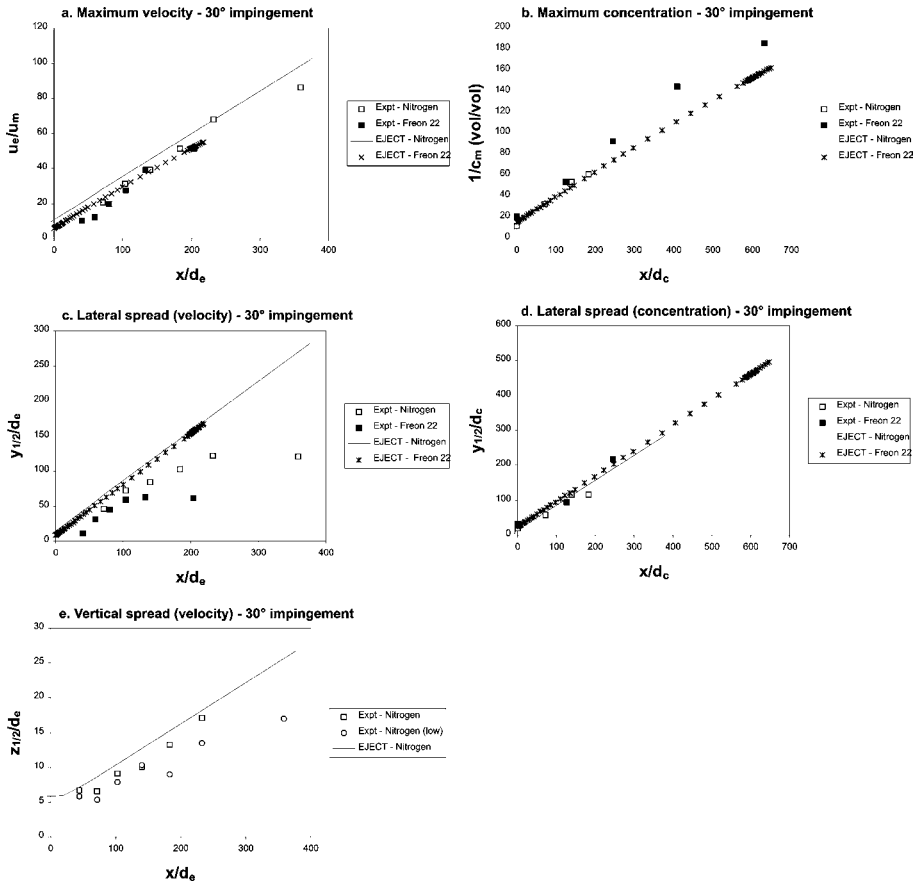 a. Maximum velocity - 30° impingement
120
100
80
60
40
20
0
0 100 200 300 400
ue/um
x/de
Expt - Nitrogen
Expt - Freon 22
EJECT - Nitrogen
EJECT - Freon 22
b. Maximum concentration - 30° impingement
200
180
160
140
120
100
80
60
40
20
0
0 100 200 300 400 500 600 700
1/cm (vol/vol)
x/dc
Expt - Nitrogen
Expt - Freon 22
EJECT - Nitrogen
EJECT - Freon 22
c. Lateral spread (velocity) - 30° impingement
300
250
200
150
100
50
0
0 100 200 300 400
y1/2/de
x/de
Expt - Nitrogen
Expt - Freon 22
EJECT - Nitrogen
EJECT - Freon 22
d. Lateral spread (concentration) - 30° impingement
600
500
400
300
200
100
0
0 100 200 300 400 500 600 700
y1/2/dc
x/dc
Expt - Nitrogen
Expt - Freon 22
EJECT - Nitrogen
EJECT - Freon 22
e. Vertical spread (velocity) - 30° impingement
30
25
20
15
10
5
0
0 100 200 300 400
z1/2/de
x/de
Expt - Nitrogen
Expt - Nitrogen (low)
EJECT - Nitrogen